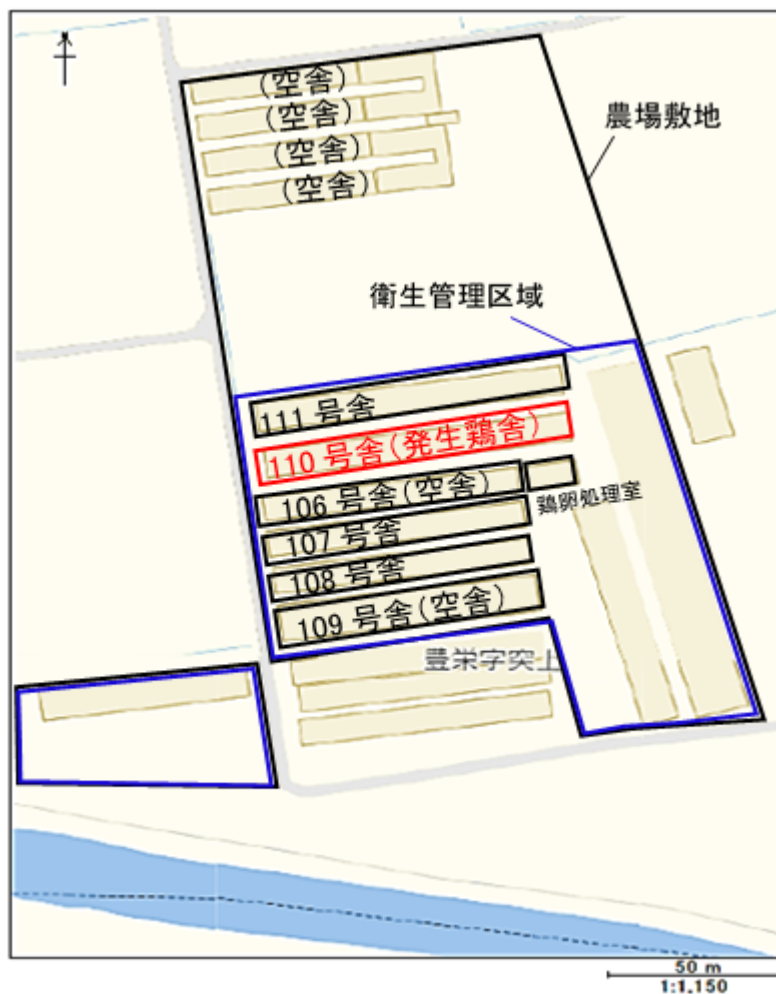 (空舎)
(空舎)
(空舎)
(空舎)
農場敷地
衛生管理区域
111 号舎
110 号舎(発生鶏舎)
106 号舎(空舎)
鶏卵処理室
107 号舎
108 号舎
109 号舎(空舎)
豊栄字突上
50 m
1:1,150